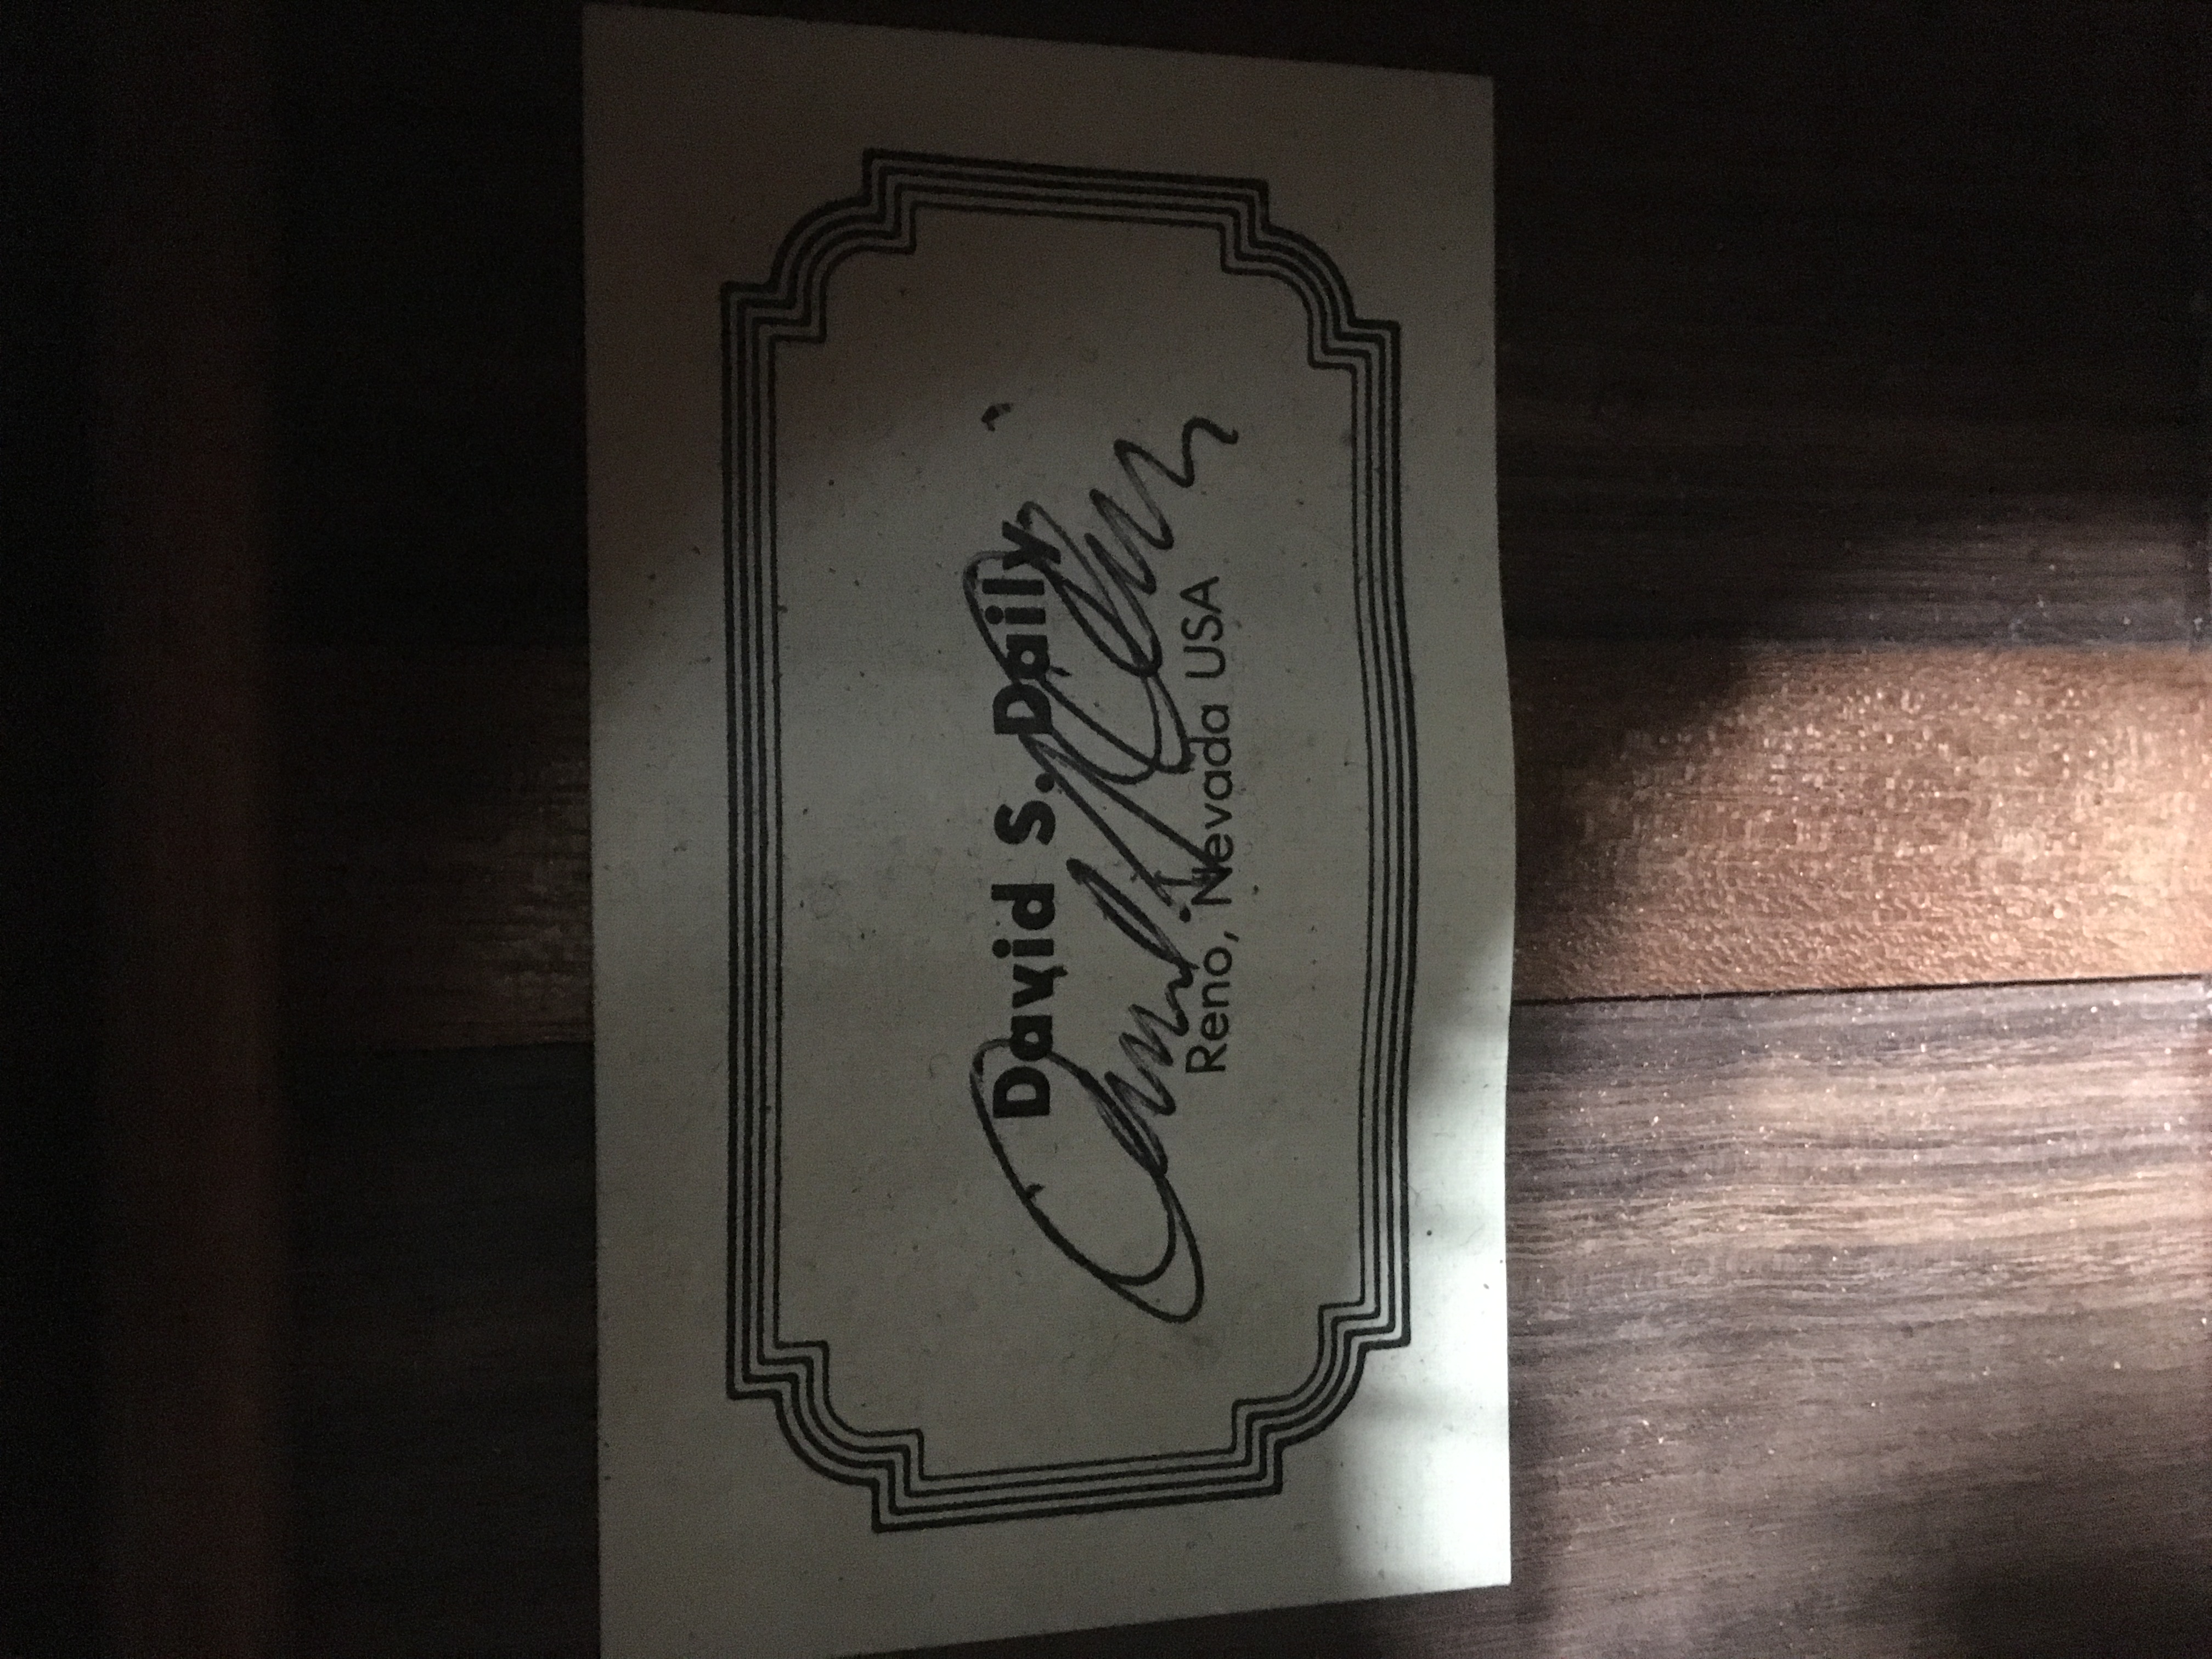 David S. Daily
Reno, Nevada USA